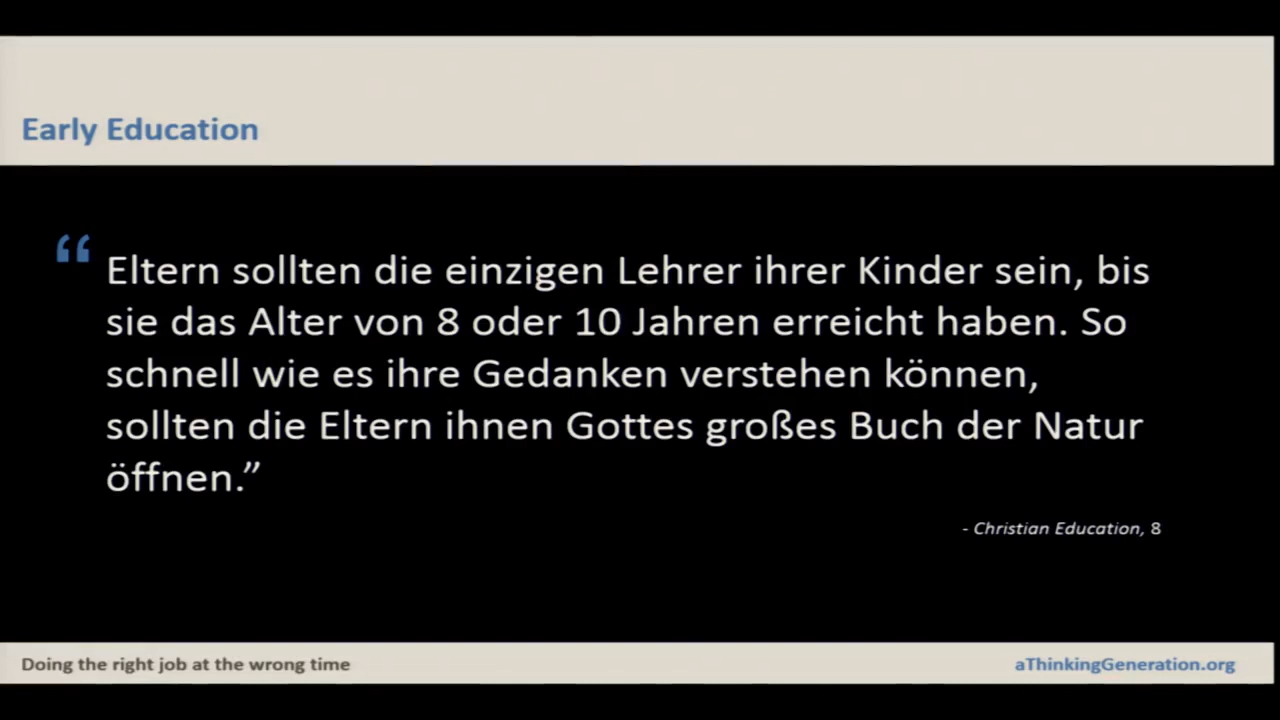 Early Education
“ Eltern sollten die einzigen Lehrer ihrer Kinder sein, bis
sie das Alter von 8 oder 10 Jahren erreicht haben. So
schnell wie es ihre Gedanken verstehen können,
sollten die Eltern ihnen Gottes großes Buch der Natur
öffnen.”
- Christian Education, 8
Doing the right job at the wrong time
aThinkingGeneration.org